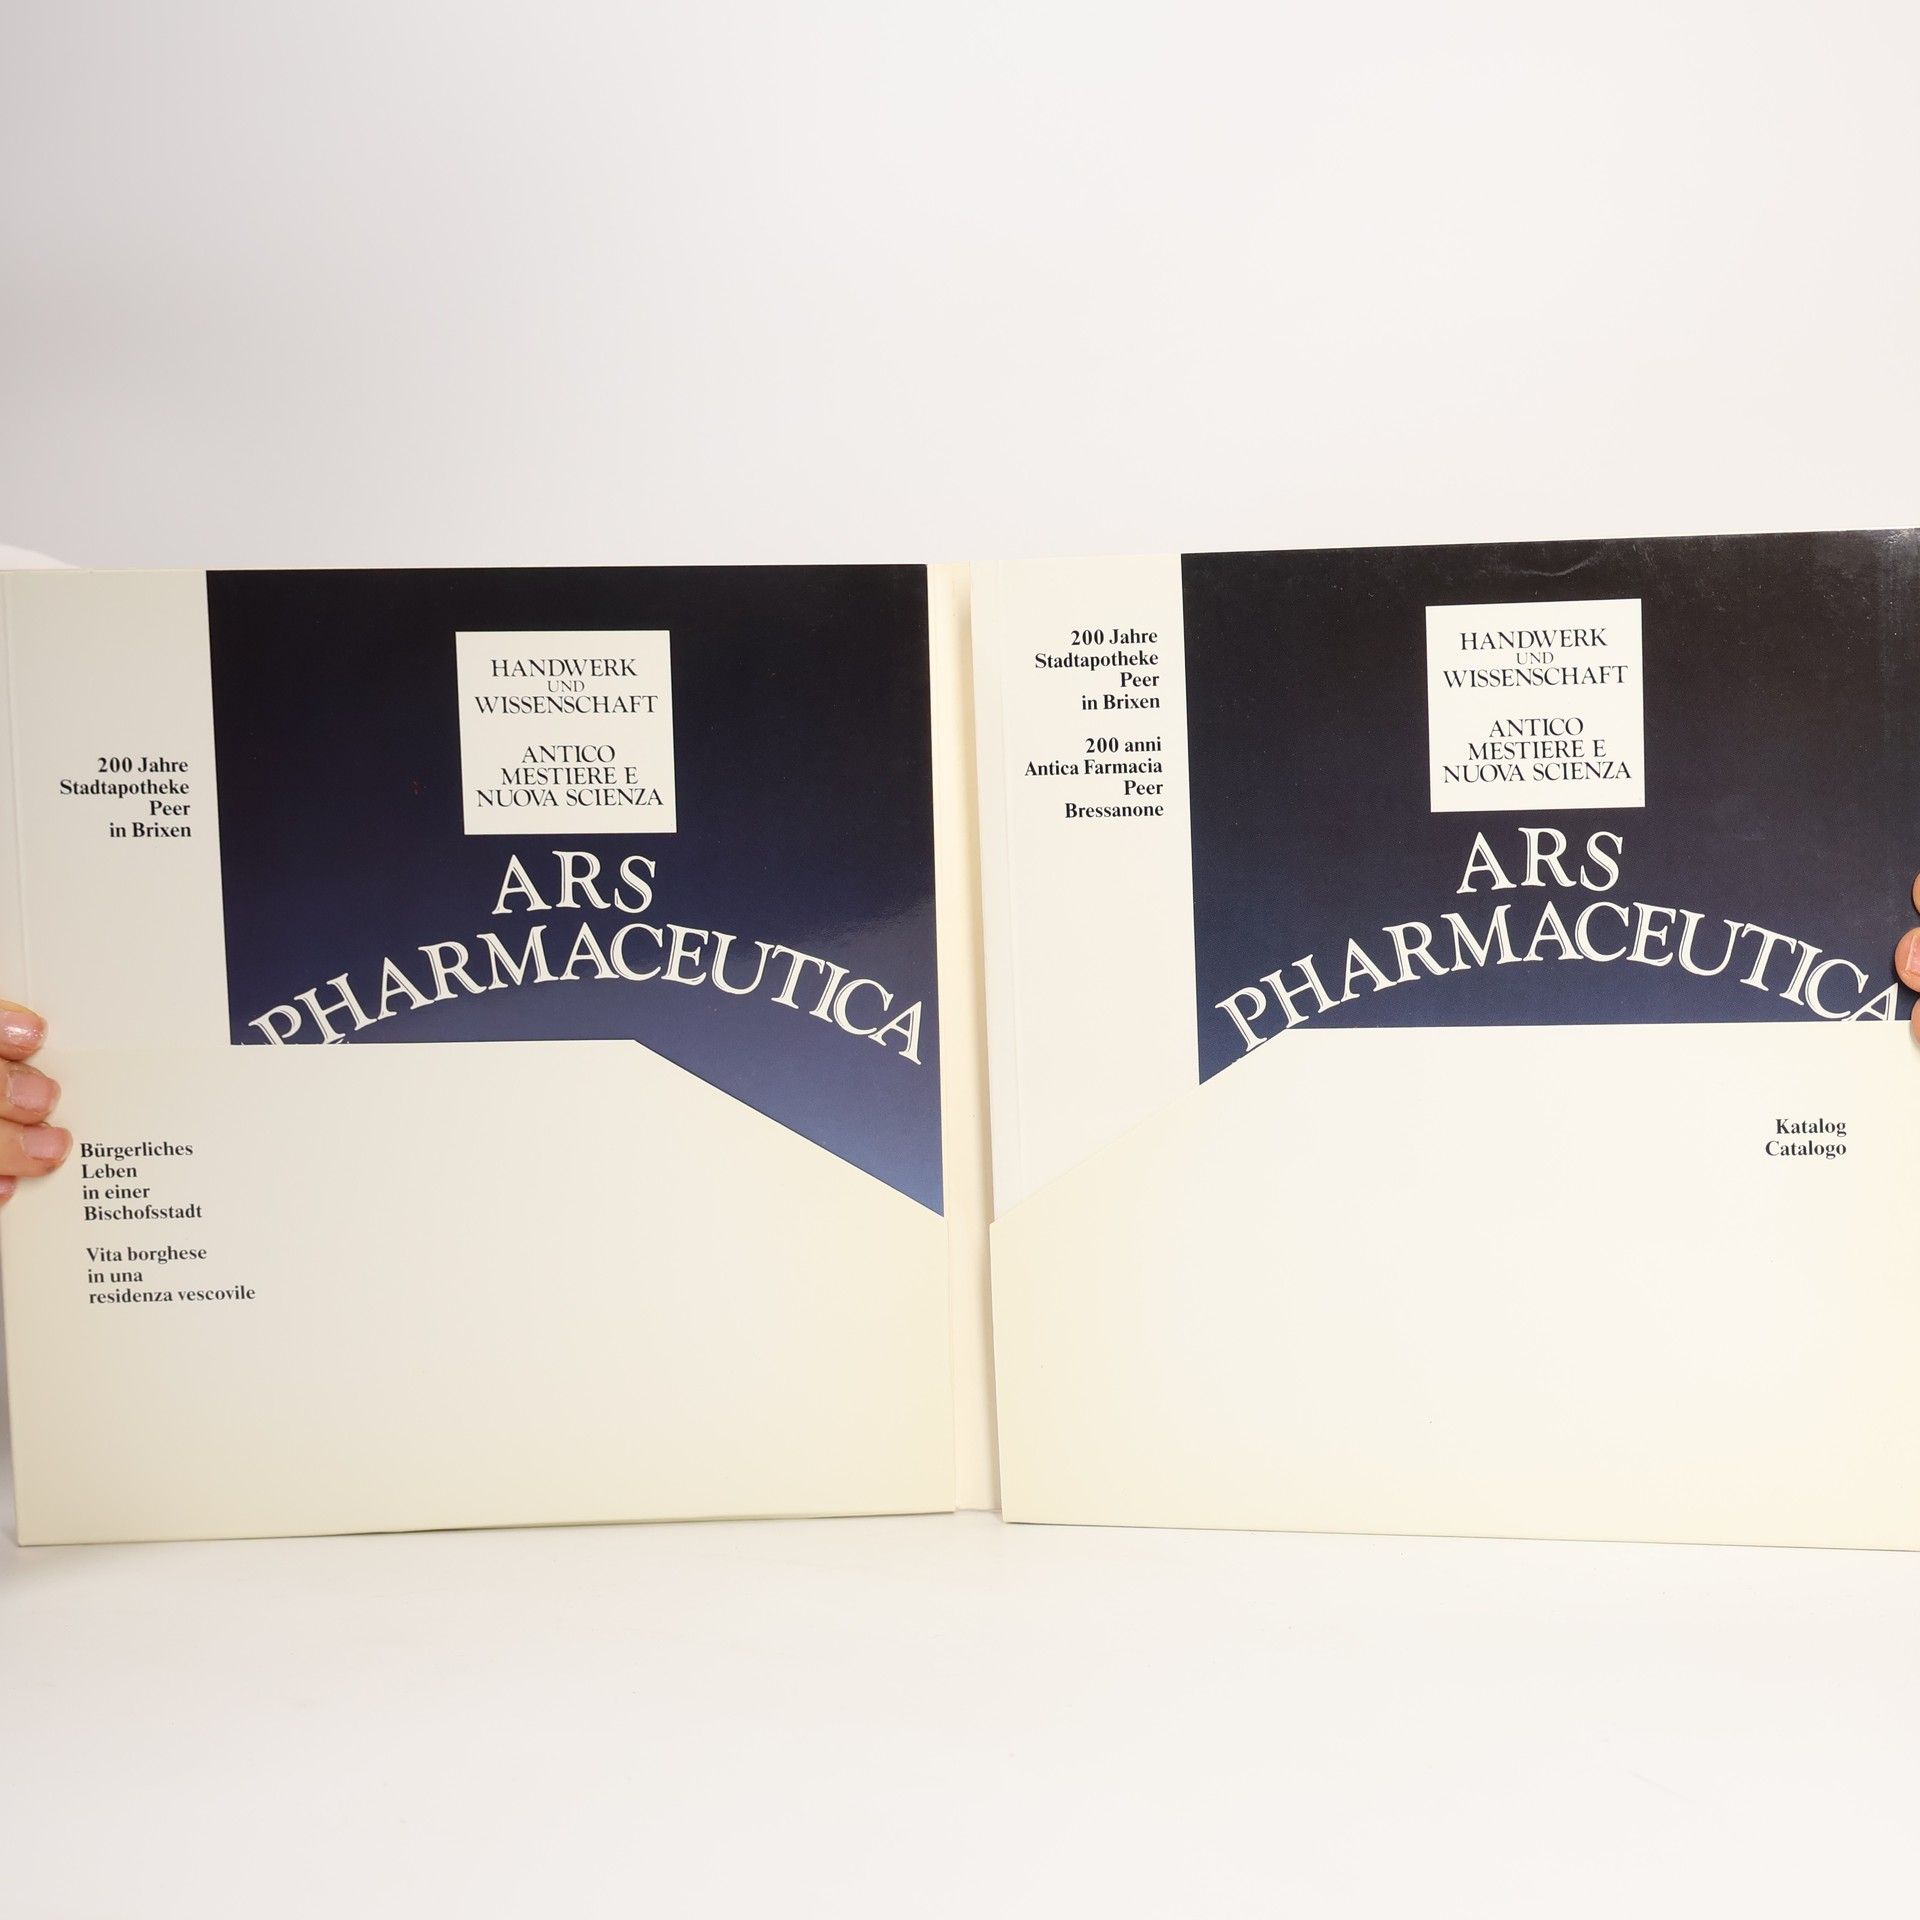 200 Jahre
Stadtapotheke
Peer
in Brixen
HANDWERK
UND
WISSENSCHAFT
ANTICO
MESTIERE E
NUOVA SCIENZA
ARS
PHARMACEUTICA
Bürgerliches
Leben
in einer
Bischofsstadt
Vita borghese
in una
residenza vescovile
200 Jahre
Stadtapotheke
Peer
in Brixen
200 anni
Antica Farmacia
Peer
Bressanone
HANDWERK
UND
WISSENSCHAFT
ANTICO
MESTIERE E
NUOVA SCIENZA
ARS
PHARMACEUTICA
Katalog
Catalogo